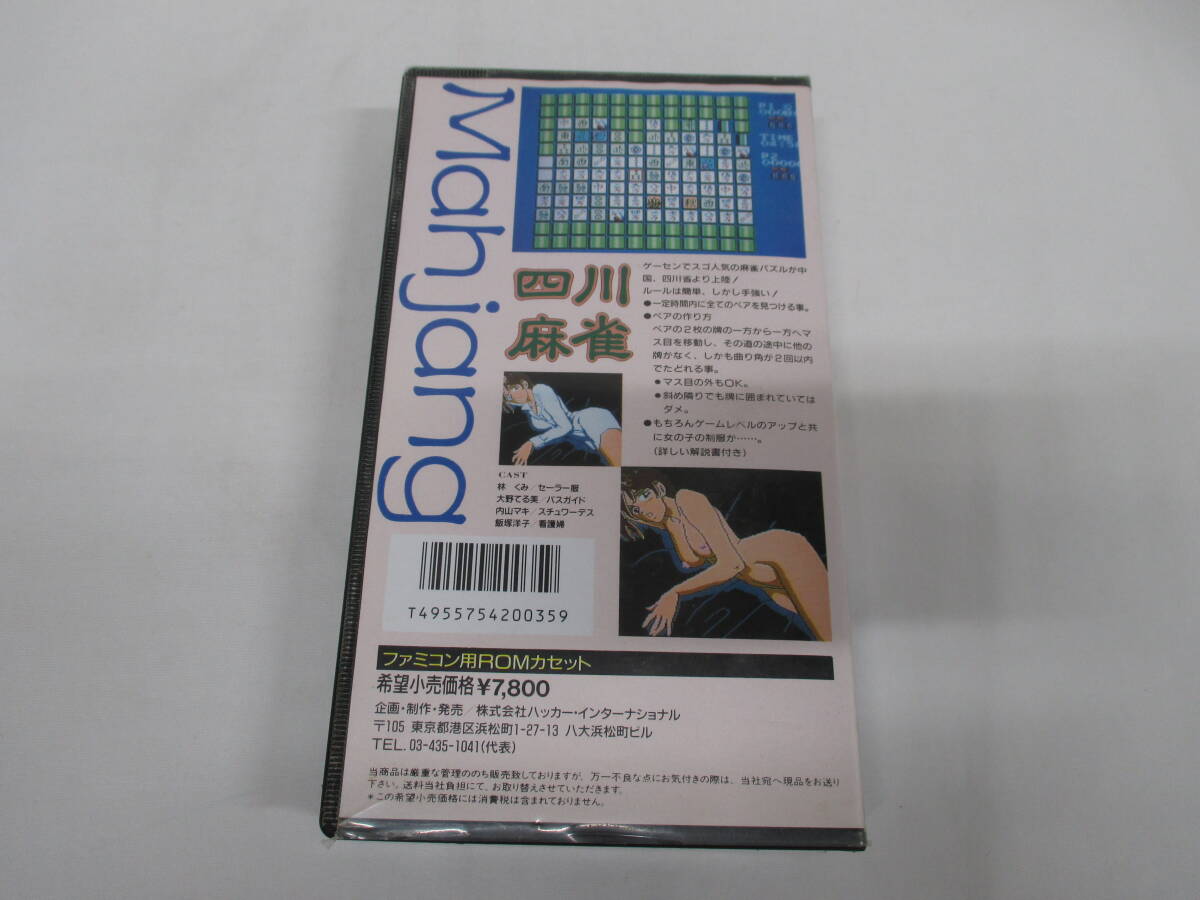 Mahjang
P1
TIME
P2
四川
麻雀
ゲーセンでスゴ人気の麻雀パズルが中
国、四川省より上陸!
ルールは簡単、しかし手強い!
●一定時間内に全てのペアを見つける事。
●ペアの作り方
ペアの2枚の牌の一方から一方へマ
ス目を移動し、その道の途中に他の
牌がなく、しかも曲り角が2回以内
でたどれる事。
●マス目の外もOK。
●斜め隣りでも牌に囲まれていては
ダメ。
●もちろんゲームレベルのアップと共
に女の子の制服が……。
(詳しい解説書付き)
CAST
林 くみ/セーラー服
大野てる美/バスガイド
内山マキ/スチュワーデス
飯塚洋子/看護婦
T4955754200359
ファミコン用ROMカセット
希望小売価格¥7,800
企画・制作・発売/株式会社ハッカー・インターナショナル
〒105 東京都港区浜松町1-27-13 八大浜松町ビル
TEL.03-435-1041(代表)
当商品は厳重な管理ののち販売致しておりますが、万一不良な点にお気付きの際は、当社宛へ現品をお送り
下さい。送料当社負担にて、お取り替えさせていただきます。
*この希望小売価格には消費税は含まれておりません。